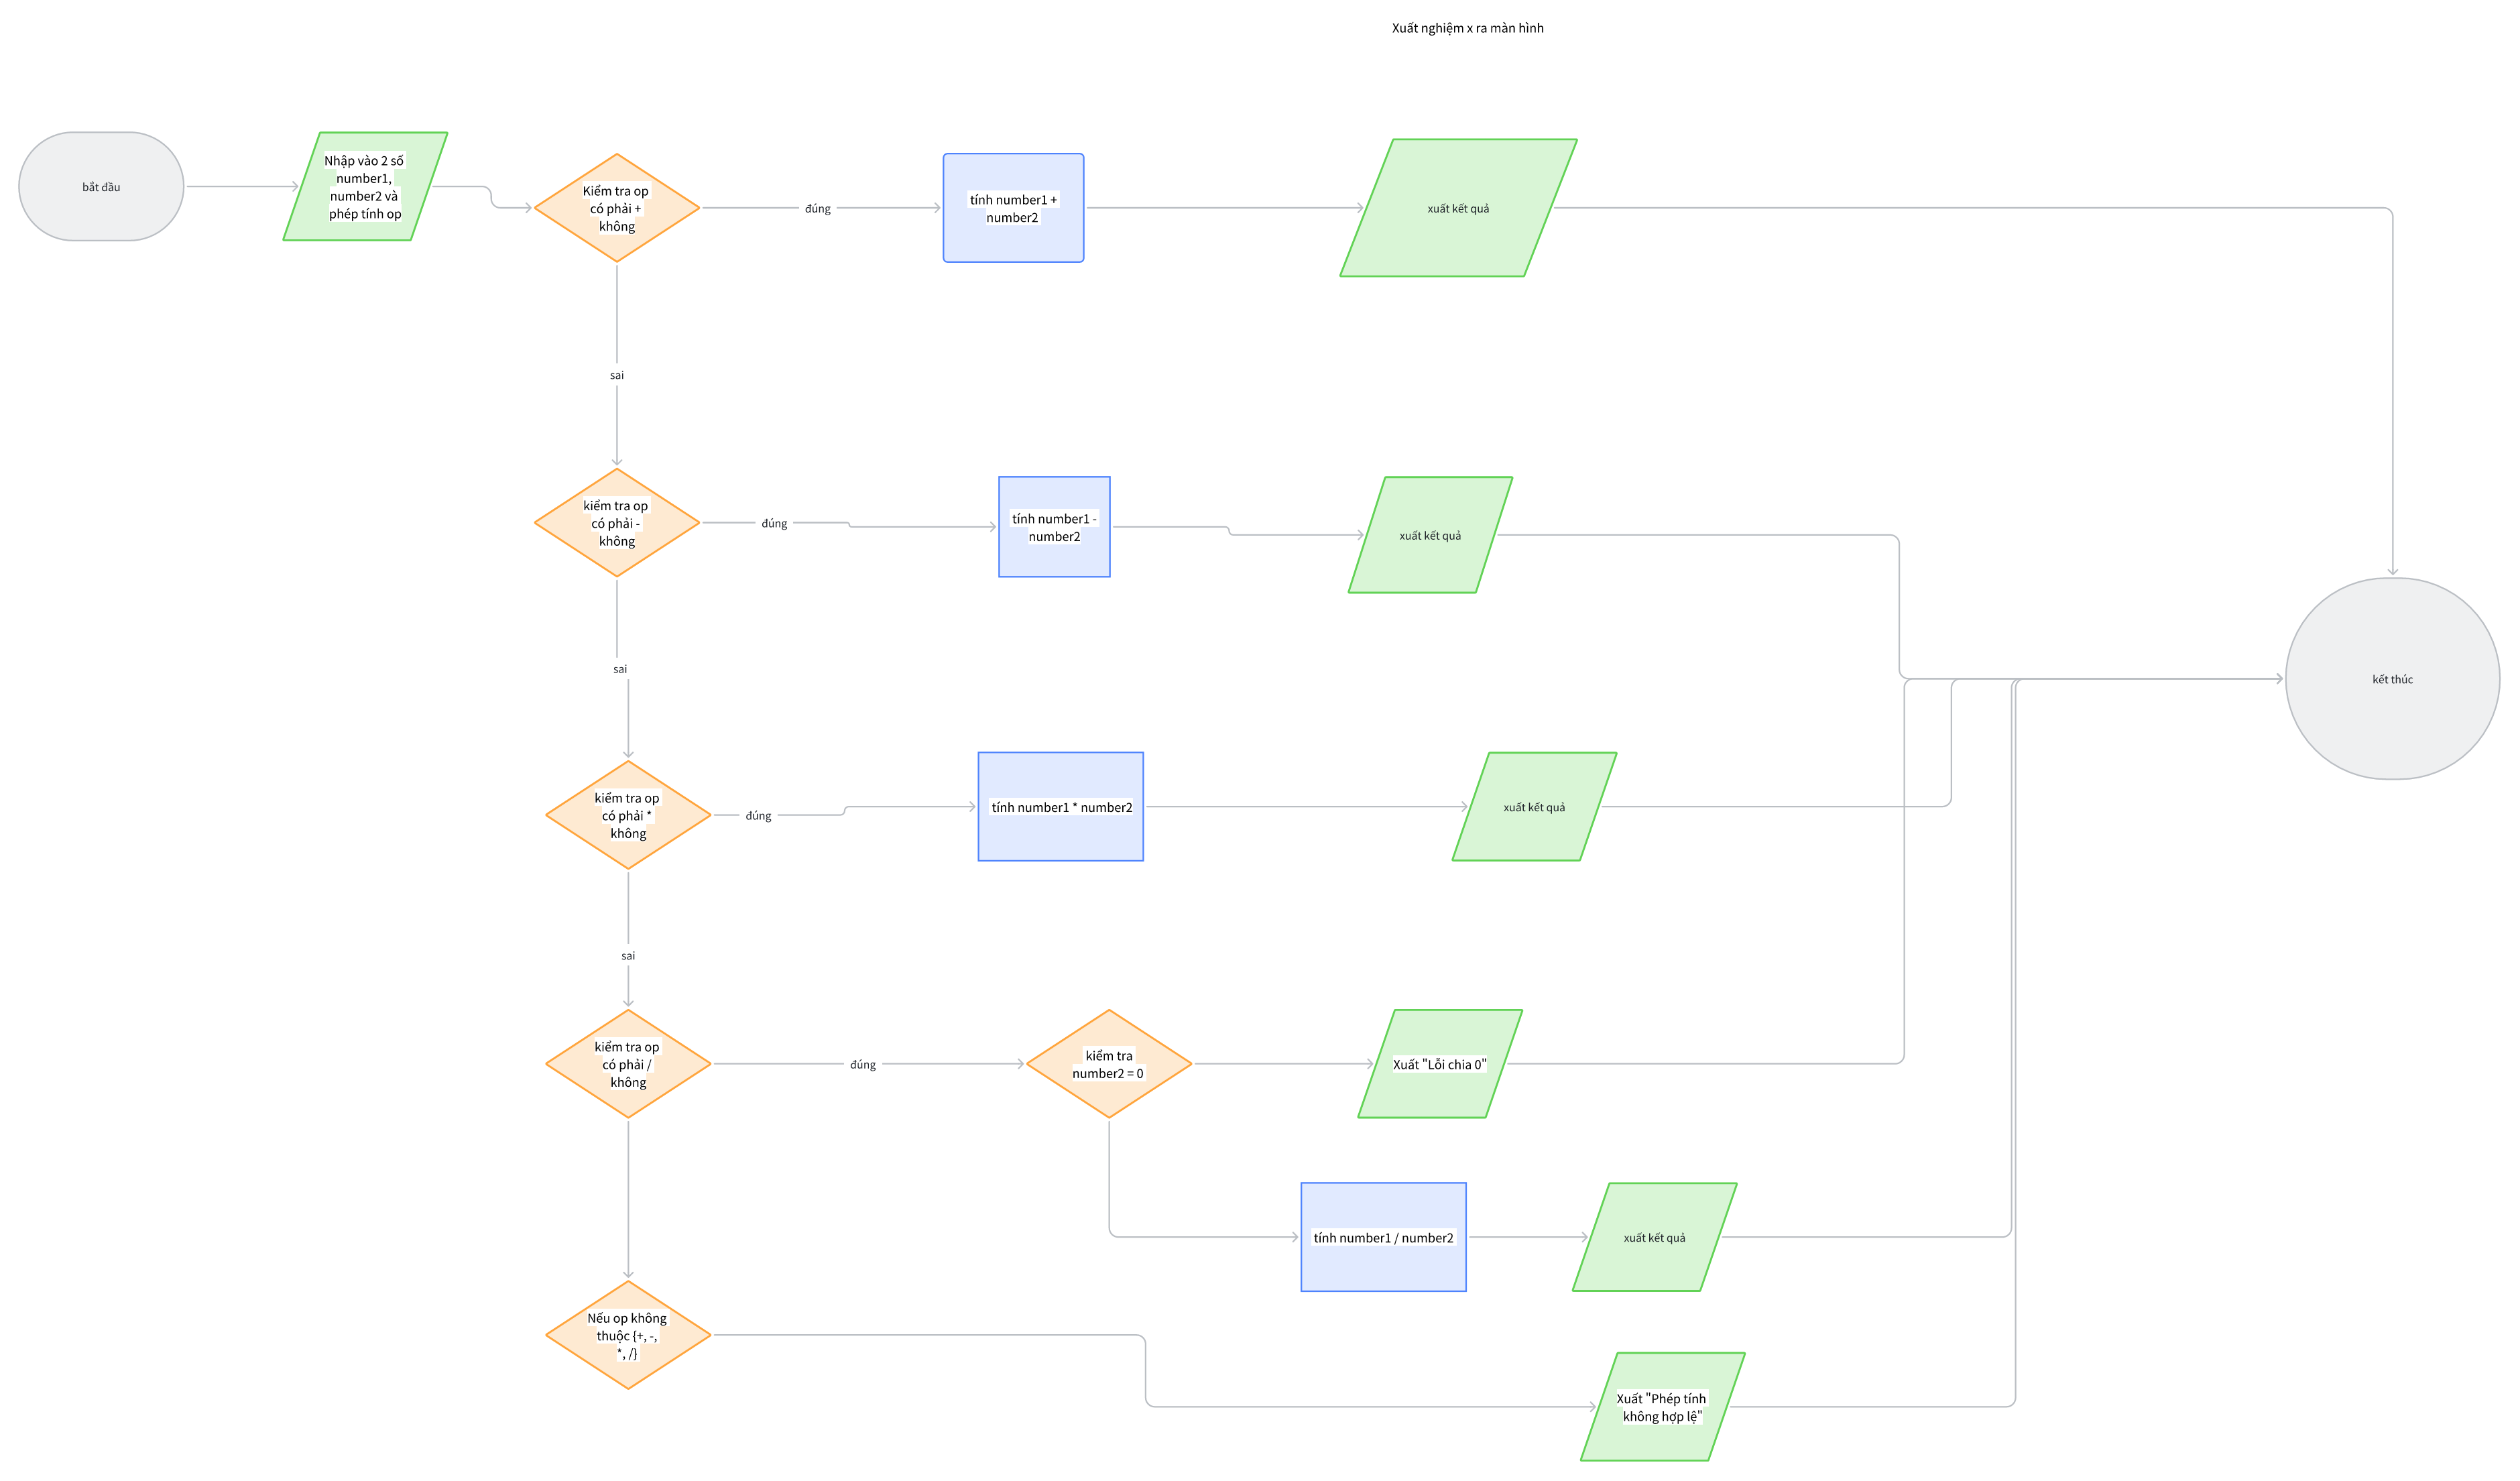 Xuất nghiệm x ra màn hình
bắt đầu
Nhập vào 2 số
number1,
number2 và
phép tính op
Kiểm tra op
có phải +
không
đúng
tính number1 +
number2
xuất kết quả
sai
kiểm tra op
có phải -
không
đúng
tính number1 -
number2
xuất kết quả
kết thúc
sai
kiểm tra op
có phải *
không
đúng
tính number1 * number2
xuất kết quả
sai
kiểm tra op
có phải /
không
đúng
kiểm tra
number2 = 0
Xuất "Lỗi chia 0"
tính number1 / number2
xuất kết quả
Nếu op không
thuộc {+, -,
*, /}
Xuất "Phép tính
không hợp lệ"